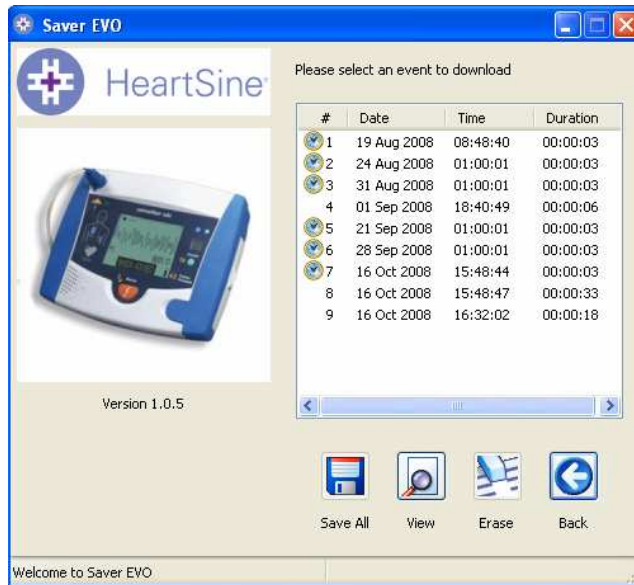 Saver EVO
HeartSine
Please select an event to download
# Date Time Duration
1 19 Aug 2008 08:48:40 00:00:03
2 24 Aug 2008 01:00:01 00:00:03
3 31 Aug 2008 01:00:01 00:00:03
4 01 Sep 2008 18:40:49 00:00:06
5 21 Sep 2008 01:00:01 00:00:03
6 28 Sep 2008 01:00:01 00:00:03
7 16 Oct 2008 15:48:44 00:00:03
8 16 Oct 2008 15:48:47 00:00:33
9 16 Oct 2008 16:32:02 00:00:18
Version 1.0.5
Save All View Erase Back
Welcome to Saver EVO